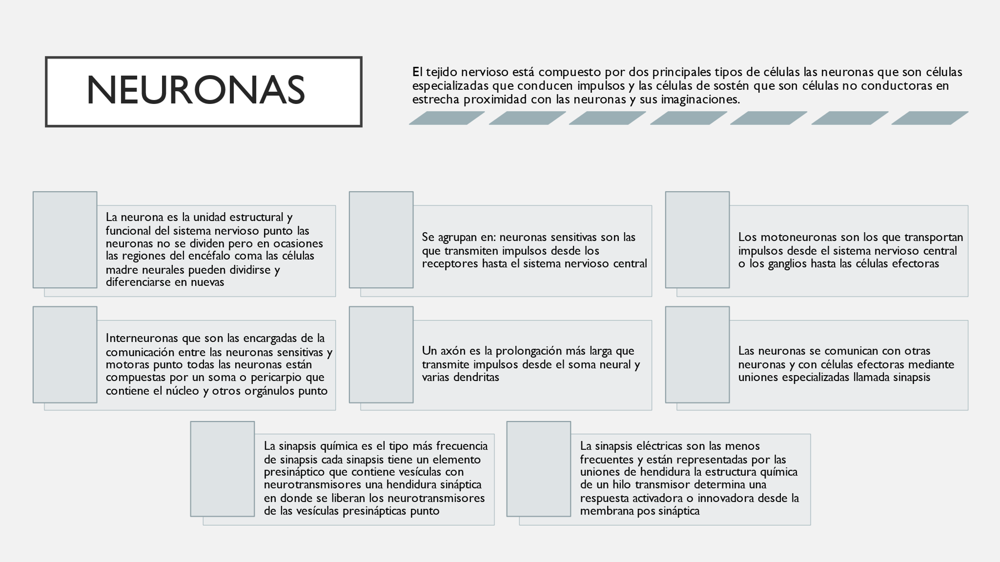 NEURONAS
El tejido nervioso está compuesto por dos principales tipos de células las neuronas que son células
especializadas que conducen impulsos y las células de sostén que son células no conductoras en
estrecha proximidad con las neuronas y sus imaginaciones.
La neurona es la unidad estructural y
funcional del sistema nervioso punto las
neuronas no se dividen pero en ocasiones
las regiones del encéfalo coma las células
madre neurales pueden dividirse y
diferenciarse en nuevas
Se agrupan en: neuronas sensitivas son las
que transmiten impulsos desde los
receptores hasta el sistema nervioso central
Los motoneuronas son los que transportan
impulsos desde el sistema nervioso central
o los ganglios hasta las células efectoras
Interneuronas que son las encargadas de la
comunicación entre las neuronas sensitivas y
motoras punto todas las neuronas están
compuestas por un soma o pericarpio que
contiene el núcleo y otros orgánulos punto
Un axón es la prolongación más larga que
transmite impulsos desde el soma neural y
varias dendritas
Las neuronas se comunican con otras
neuronas y con células efectoras mediante
uniones especializadas llamada sinapsis
La sinapsis química es el tipo más frecuencia
de sinapsis cada sinapsis tiene un elemento
presináptico que contiene vesículas con
neurotransmisores una hendidura sináptica
en donde se liberan los neurotransmisores
de las vesículas presinápticas punto
La sinapsis eléctricas son las menos
frecuentes y están representadas por las
uniones de hendidura la estructura química
de un hilo transmisor determina una
respuesta activadora o innovadora desde la
membrana pos sináptica